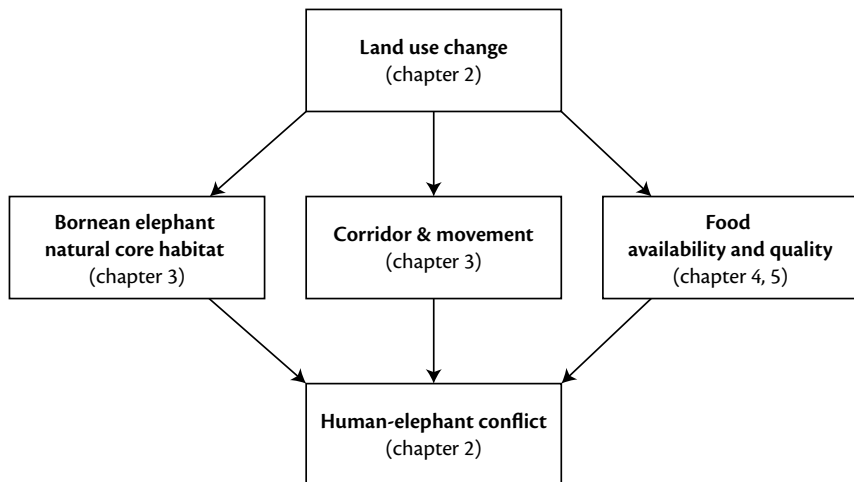 Land use change
(chapter 2)
Bornean elephant
natural core habitat
(chapter 3)
Corridor & movement
(chapter 3)
Food
availability and quality
(chapter 4, 5)
Human-elephant conflict
(chapter 2)